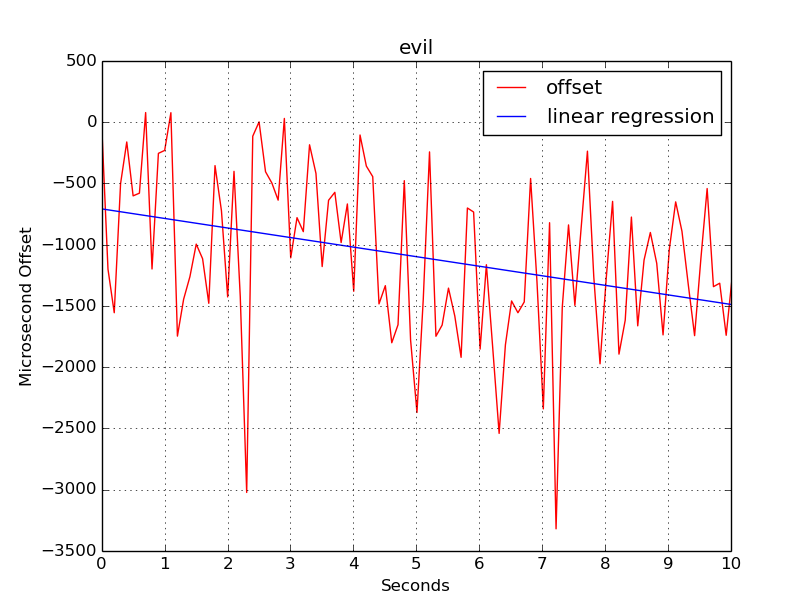 evil
offset
linear regression
Microsecond Offset
500
0
−500
−1000
−1500
−2000
−2500
−3000
−3500
0 1 2 3 4 5 6 7 8 9 10
Seconds